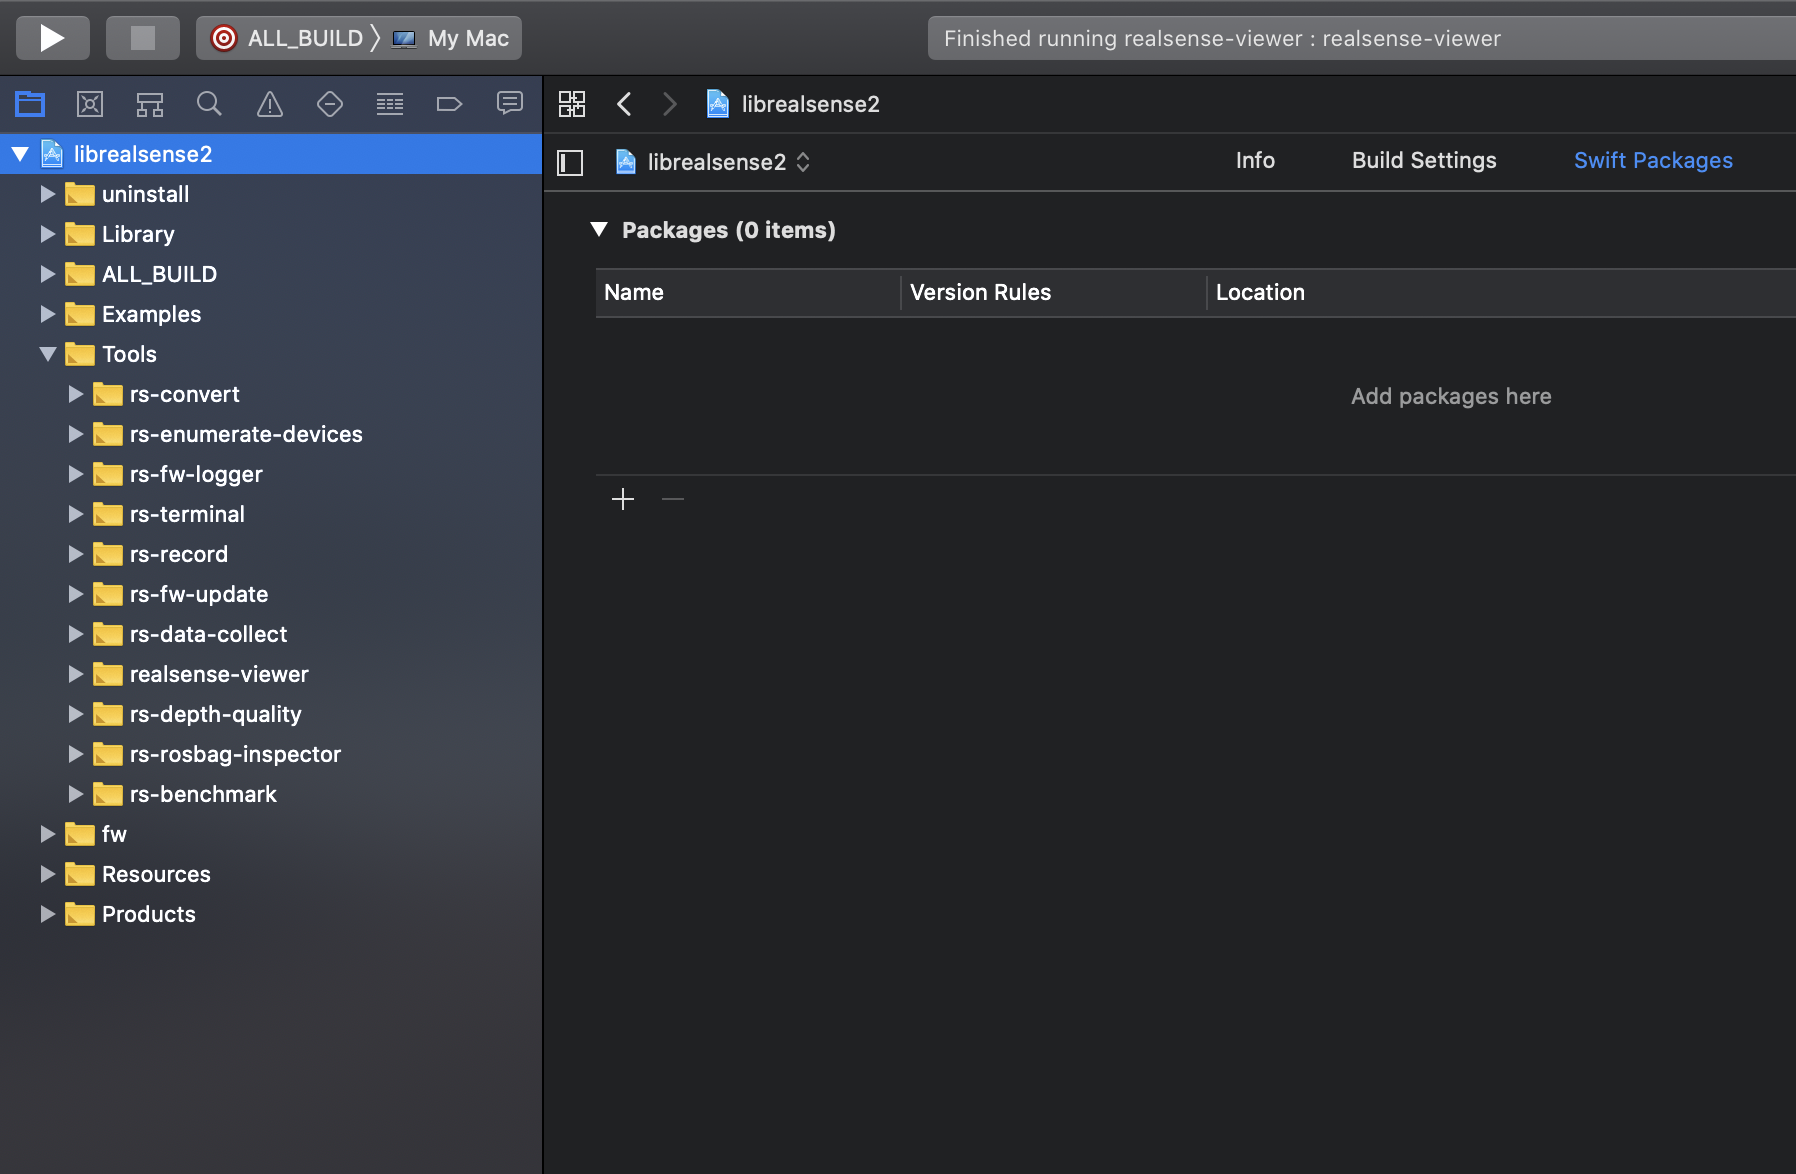 ALL_BUILD My Mac
Finished running realsense-viewer : realsense-viewer
librealsense2
uninstall
Library
ALL_BUILD
Examples
Tools
rs-convert
rs-enumerate-devices
rs-fw-logger
rs-terminal
rs-record
rs-fw-update
rs-data-collect
realsense-viewer
rs-depth-quality
rs-rosbag-inspector
rs-benchmark
fw
Resources
Products
librealsense2
librealsense2 Info Build Settings Swift Packages
Packages (0 items)
Name Version Rules Location
Add packages here